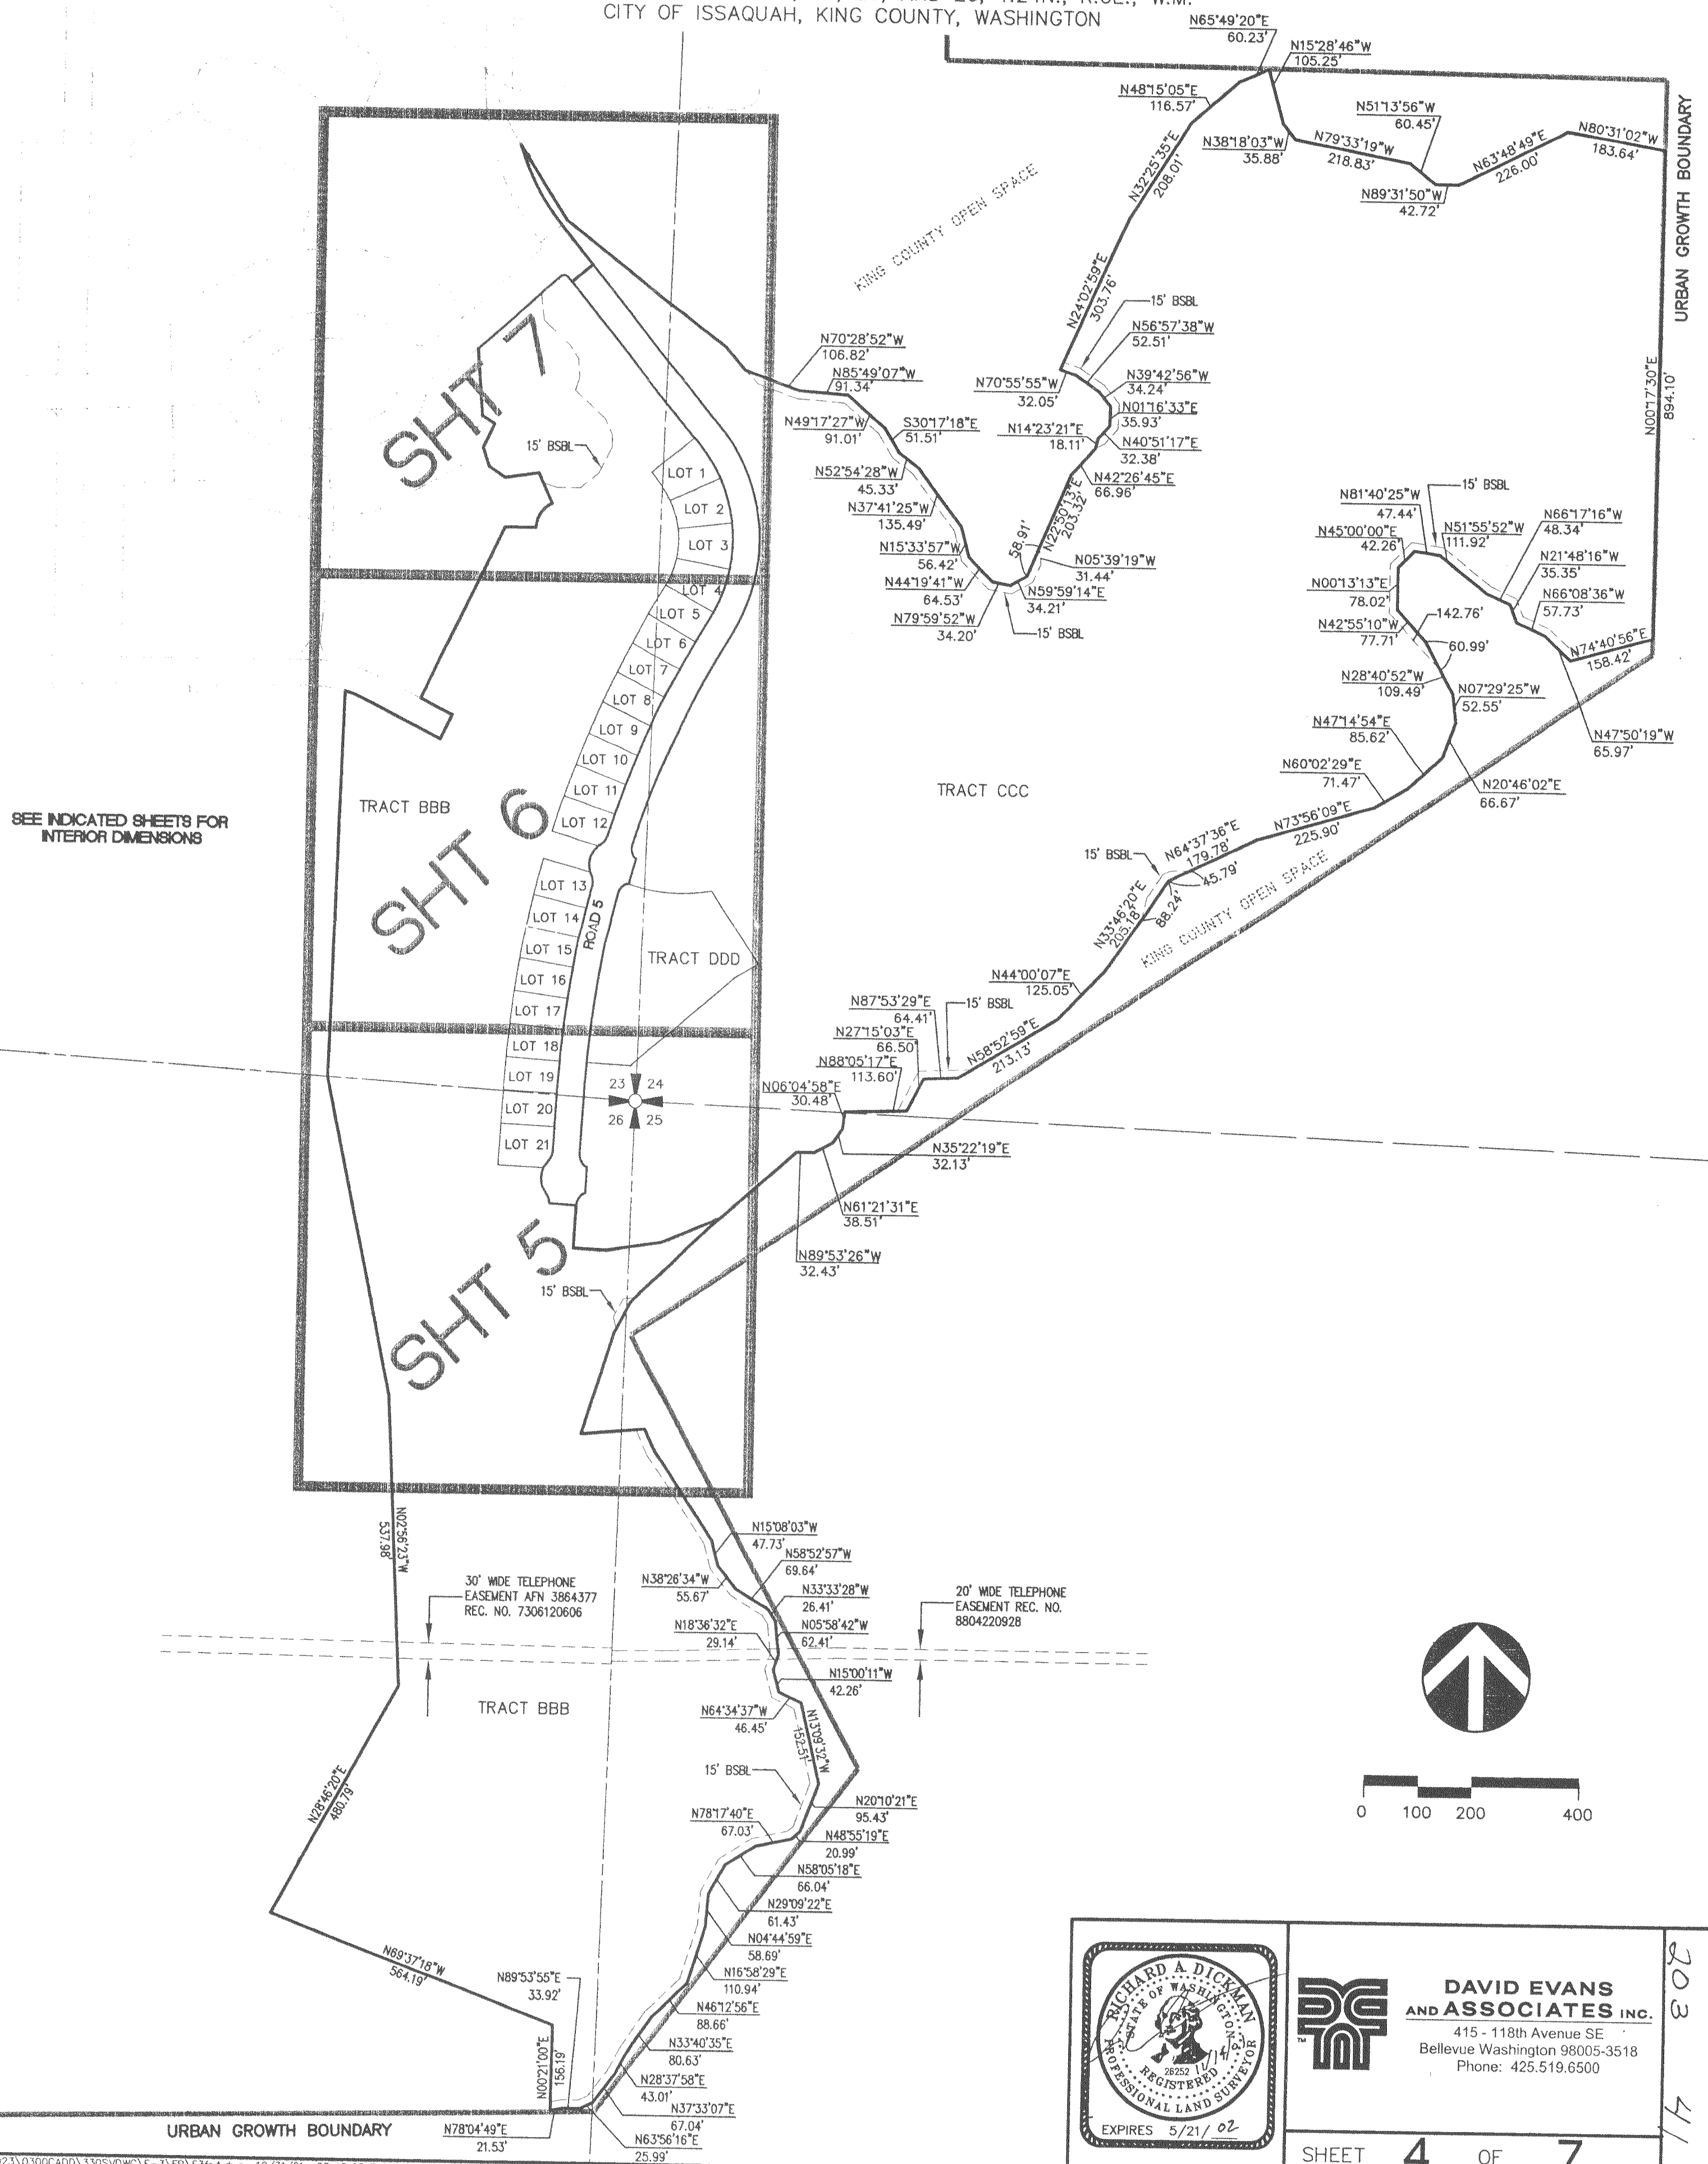 CITY OF ISSAQUAH, KING COUNTY, WASHINGTON
N65°49'20"E
60.23'
N15°28'46"W
105.25'
N48°15'05"E
116.57'
N51°13'56"W
60.45'
N38°18'03"W
35.88'
N79°33'19"W
218.83'
N63°48'49"E
226.00'
N80°31'02"W
183.64'
N89°31'50"W
42.72'
URBAN GROWTH BOUNDARY
N32°25'35"E
208.01'
KING COUNTY OPEN SPACE
N24°02'59"E
303.76'
15' BSBL
N56°57'38"W
52.51'
N70°28'52"W
106.82'
N85°49'07"W
91.34'
N70°55'55"W
32.05'
N39°42'56"W
34.24'
N01°16'33"E
35.93'
N00°17'30"E
894.10'
SHT 7
15' BSBL
N49°17'27"W
91.01'
S30°17'18"E
51.51'
N14°23'21"E
18.11'
N40°51'17"E
32.38'
N52°54'28"W
45.33'
N42°26'45"E
66.96'
N37°41'25"W
135.49'
N22°50'13"E
203.32'
58.91'
N15°33'57"W
56.42'
N05°39'19"W
31.44'
N44°19'41"W
64.53'
N59°59'14"E
34.21'
N79°59'52"W
34.20'
15' BSBL
LOT 1
LOT 2
LOT 3
LOT 4
LOT 5
LOT 6
LOT 7
LOT 8
LOT 9
LOT 10
LOT 11
LOT 12
N81°40'25"W
47.44'
15' BSBL
N45°00'00"E
42.26'
N51°55'52"W
111.92'
N66°17'16"W
48.34'
N21°48'16"W
35.35'
N00°13'13"E
78.02'
N66°08'36"W
57.73'
142.76'
N42°55'10"W
77.71'
60.99'
N74°40'56"E
158.42'
N28°40'52"W
109.49'
N07°29'25"W
52.55'
N47°14'54"E
85.62'
N47°50'19"W
65.97'
N60°02'29"E
71.47'
N20°46'02"E
66.67'
TRACT CCC
SEE INDICATED SHEETS FOR
INTERIOR DIMENSIONS
TRACT BBB
SHT 6
N73°56'09"E
225.90'
N64°37'36"E
179.78'
15' BSBL
45.79'
88.24'
N33°46'20"E
205.18'
KING COUNTY OPEN SPACE
LOT 13
LOT 14
LOT 15
LOT 16
LOT 17
LOT 18
LOT 19
LOT 20
LOT 21
ROAD 5
TRACT DDD
N44°00'07"E
125.05'
N87°53'29"E
64.41'
15' BSBL
N27°15'03"E
66.50'
N58°52'59"E
213.13'
N88°05'17"E
113.60'
N06°04'58"E
30.48'
23 24
26 25
N35°22'19"E
32.13'
N61°21'31"E
38.51'
N89°53'26"W
32.43'
SHT 5
15' BSBL
N02°56'23"W
537.98'
N15°08'03"W
47.73'
N58°52'57"W
69.64'
N38°26'34"W
55.67'
N33°33'28"W
26.41'
30' WIDE TELEPHONE
EASEMENT AFN 3864377
REC. NO. 7306120606
20' WIDE TELEPHONE
EASEMENT REC. NO.
8804220928
N18°36'32"E
29.14'
N05°58'42"W
62.41'
N15°00'11"W
42.26'
N64°34'37"W
46.45'
N13°09'32"W
152.51'
TRACT BBB
15' BSBL
N28°46'20"E
480.79'
N20°10'21"E
95.43'
N78°17'40"E
67.03'
N48°55'19"E
20.99'
N58°05'18"E
66.04'
N29°09'22"E
61.43'
N04°44'59"E
58.69'
N69°37'18"W
564.19'
N89°53'55"E
33.92'
N16°58'29"E
110.94'
N46°12'56"E
88.66'
N33°40'35"E
80.63'
N00°21'00"E
156.19'
N28°37'58"E
43.01'
N37°33'07"E
67.04'
URBAN GROWTH BOUNDARY
N78°04'49"E
21.53'
N63°56'16"E
25.99'
0 100 200 400
RICHARD A. DICKMAN
STATE OF WASHINGTON
26252
REGISTERED
PROFESSIONAL LAND SURVEYOR
EXPIRES 5/21/02
DAVID EVANS
AND ASSOCIATES INC.
415 - 118th Avenue SE
Bellevue Washington 98005-3518
Phone: 425.519.6500
SHEET 4 OF 7
203
41